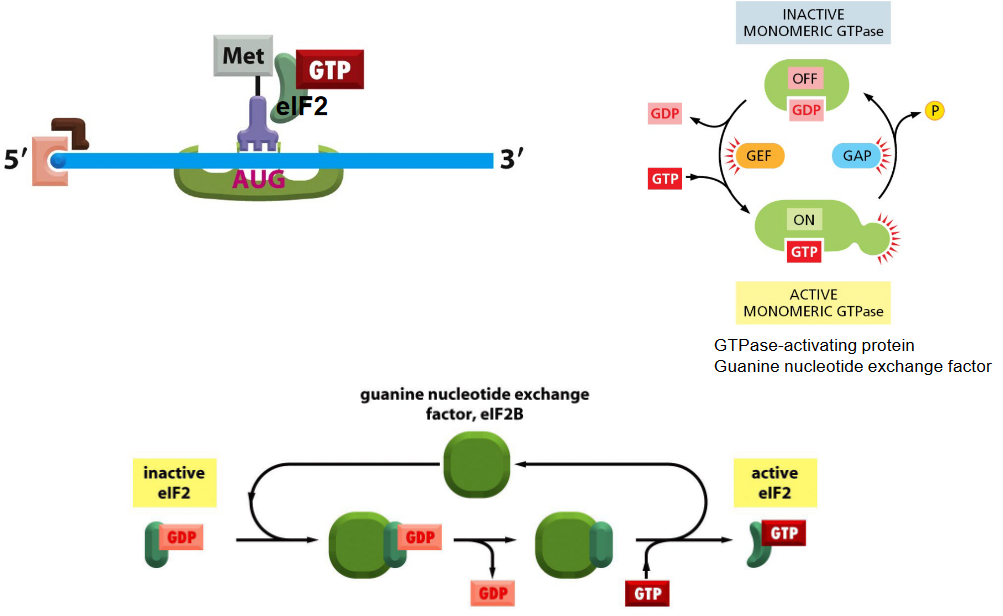 Met
GTP
eIF2
5′
3′
AUG
INACTIVE
MONOMERIC GTPase
OFF
GDP
GDP
P
GEF
GAP
GTP
ON
GTP
ACTIVE
MONOMERIC GTPase
GTPase-activating protein
Guanine nucleotide exchange factor
guanine nucleotide exchange
factor, eIF2B
inactive
eIF2
active
eIF2
GDP
GDP
GTP
GDP
GTP